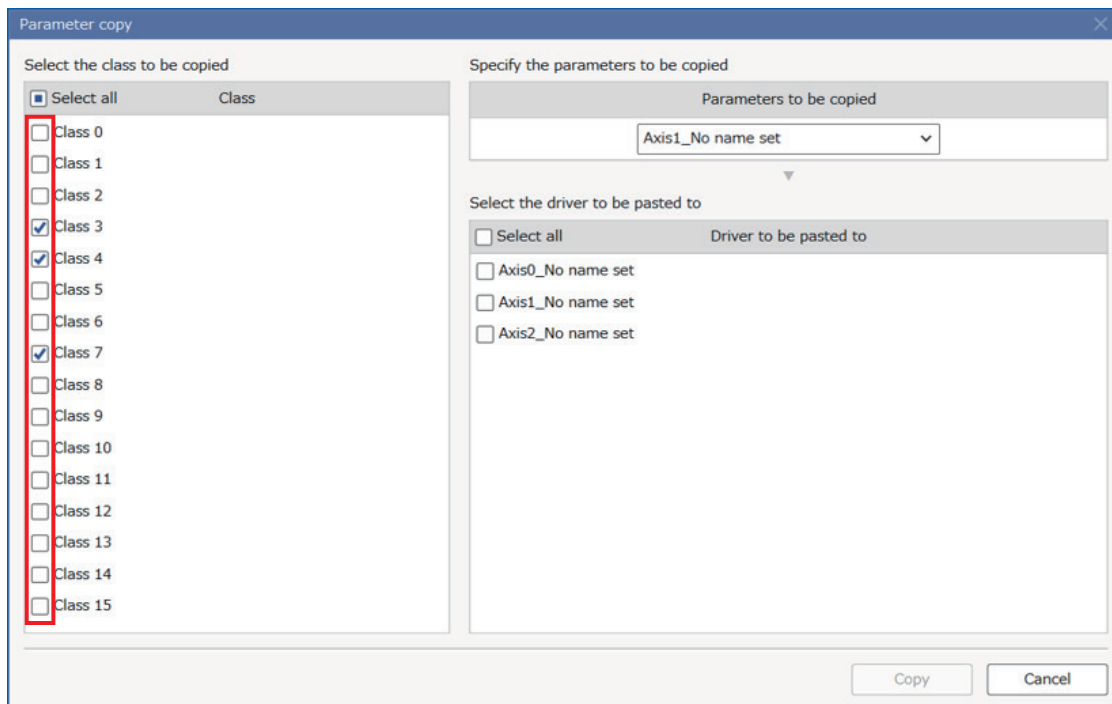 Parameter copy
Select the class to be copied
Select all Class
Class 0
Class 1
Class 2
Class 3
Class 4
Class 5
Class 6
Class 7
Class 8
Class 9
Class 10
Class 11
Class 12
Class 13
Class 14
Class 15
Specify the parameters to be copied
Parameters to be copied
Axis1_No name set
Select the driver to be pasted to
Select all Driver to be pasted to
Axis0_No name set
Axis1_No name set
Axis2_No name set
Copy Cancel